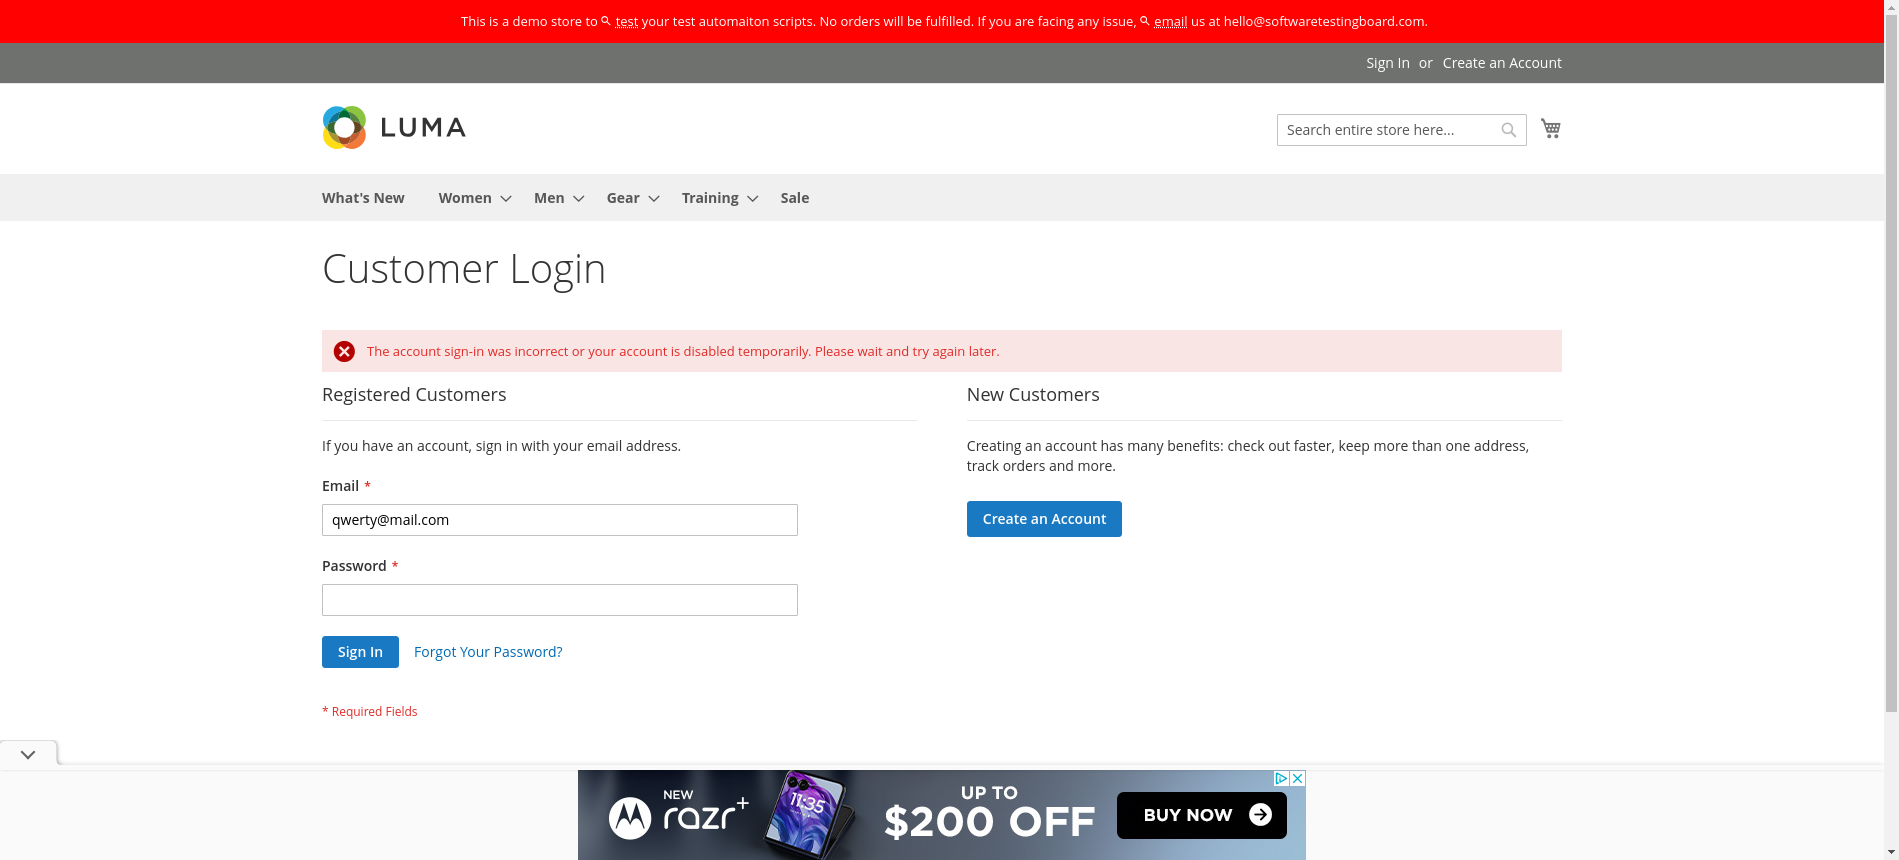 This is a demo store to test your test automaiton scripts. No orders will be fulfilled. If you are facing any issue, email us at hello@softwaretestingboard.com.
Sign In or Create an Account
LUMA
Search entire store here...
What's New Women Men Gear Training Sale
Customer Login
The account sign-in was incorrect or your account is disabled temporarily. Please wait and try again later.
Registered Customers
If you have an account, sign in with your email address.
Email *
qwerty@mail.com
Password *
Sign In Forgot Your Password?
* Required Fields
New Customers
Creating an account has many benefits: check out faster, keep more than one address,
track orders and more.
Create an Account
NEW
razr+
11:35
UP TO
$200 OFF
BUY NOW